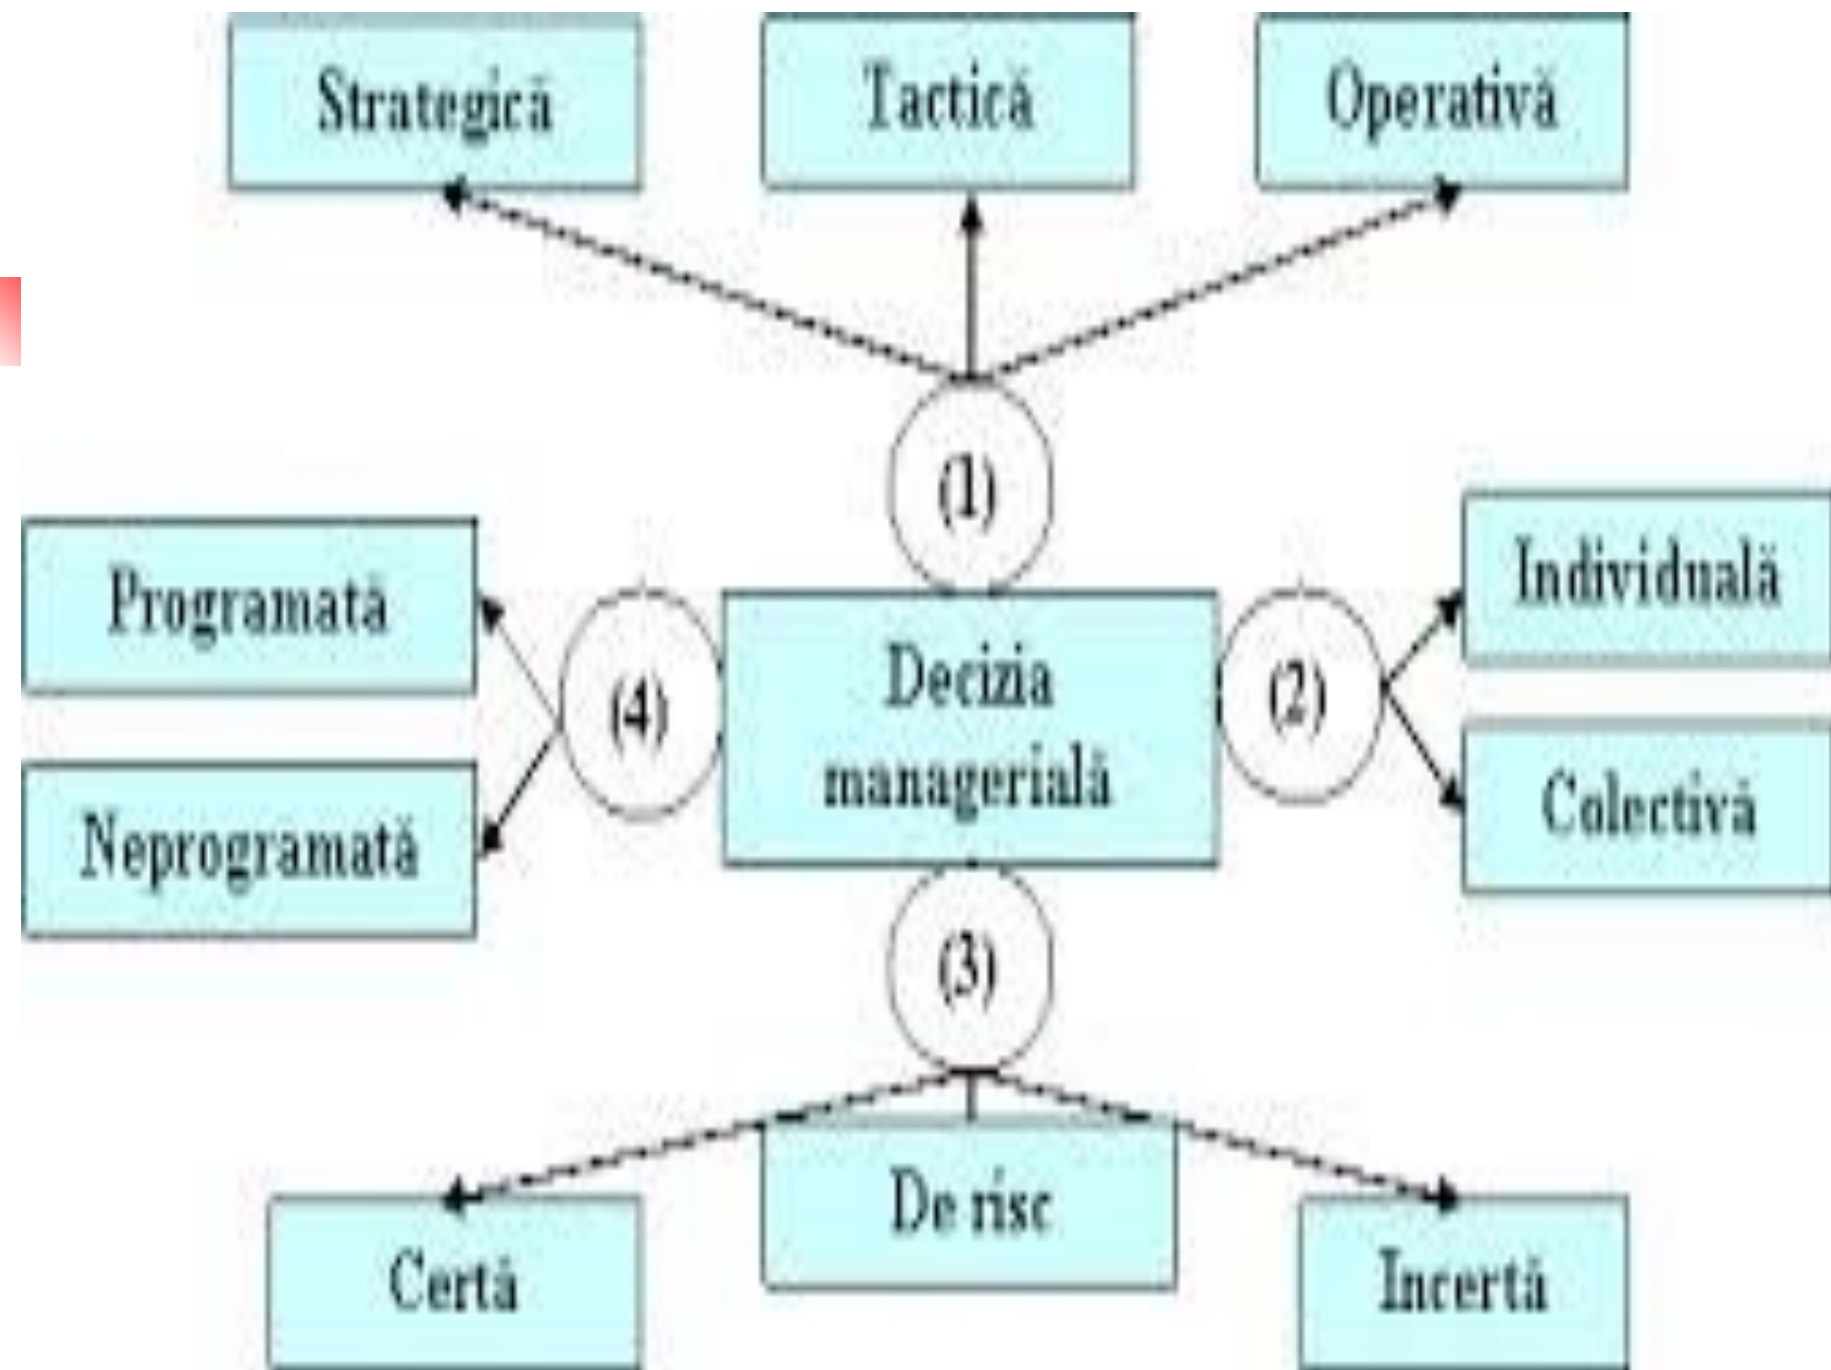 Strategică
Tactică
Operativă
(1)
Programată
Neprogramată
(4)
Decizia
managerială
(2)
Individuală
Colectivă
(3)
Certă
De risc
Incertă